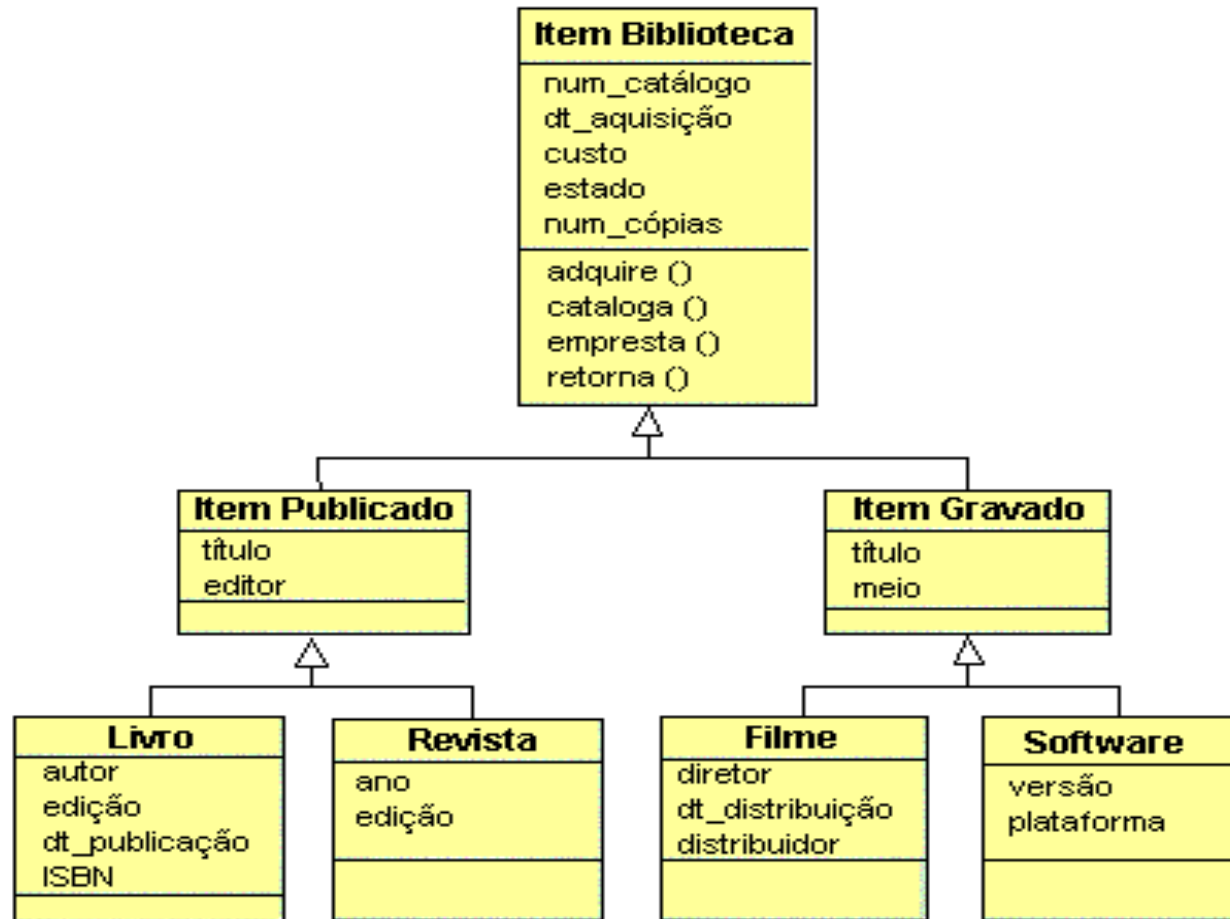 Item Biblioteca
num_catálogo
dt_aquisição
custo
estado
num_cópias
adquire ()
cataloga ()
empresta ()
retorna ()
Item Publicado
título
editor
Item Gravado
título
meio
Livro
autor
edição
dt_publicação
ISBN
Revista
ano
edição
Filme
diretor
dt_distribuição
distribuidor
Software
versão
plataforma